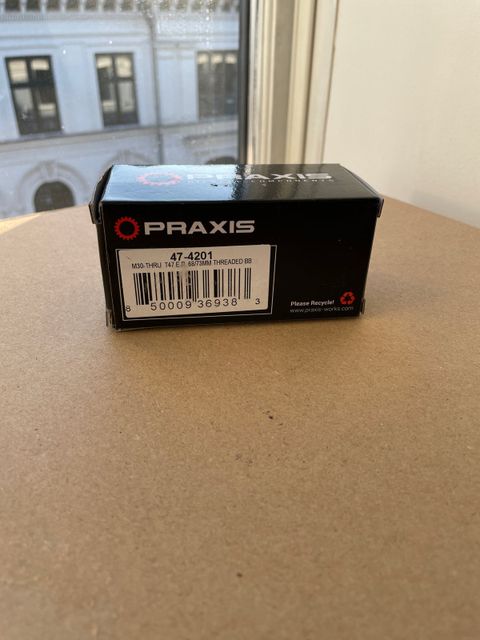 PRAXIS
PRAXIS
47-4201
M30-THRU T47 E.B. 68/73MM THREADED BB
8 50009 36938 3
Please Recycle!
www.praxis-works.com